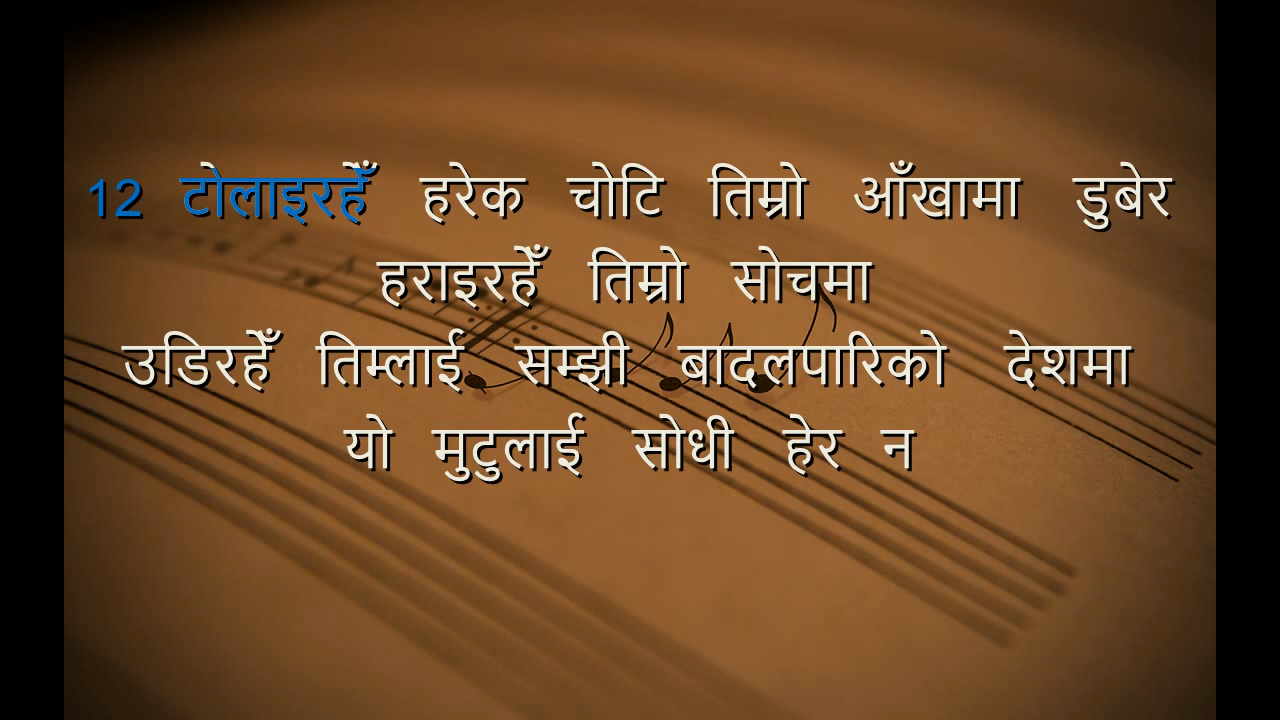 12 टोलाइरहेँ हरेक चोटि तिम्रो आँखामा डुबेर
हराइरहेँ तिम्रो सोचमा
उडिरहेँ तिम्लाई सम्झी बादलपारिको देशमा
यो मुटुलाई सोधी हेर न